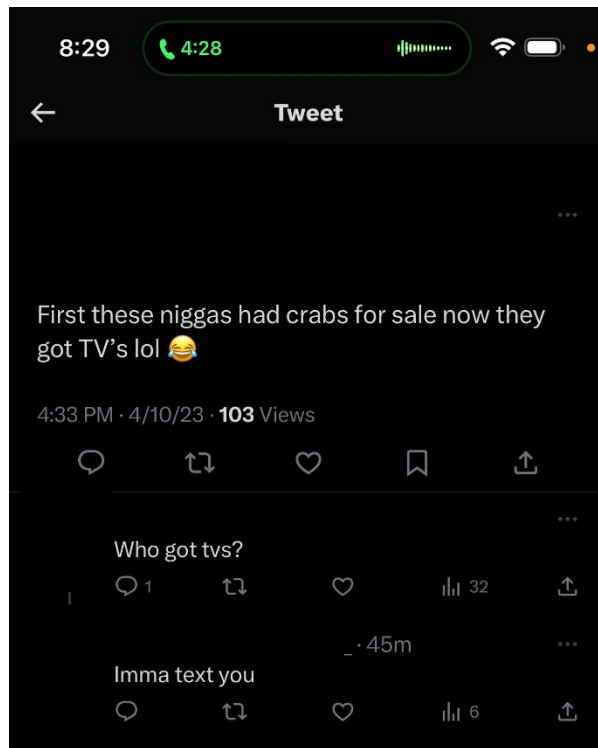 8:29 4:28
Tweet
First these niggas had crabs for sale now they
got TV’s lol 😂
4:33 PM · 4/10/23 · 103 Views
Who got tvs?
1 32
_ · 45m
Imma text you
6